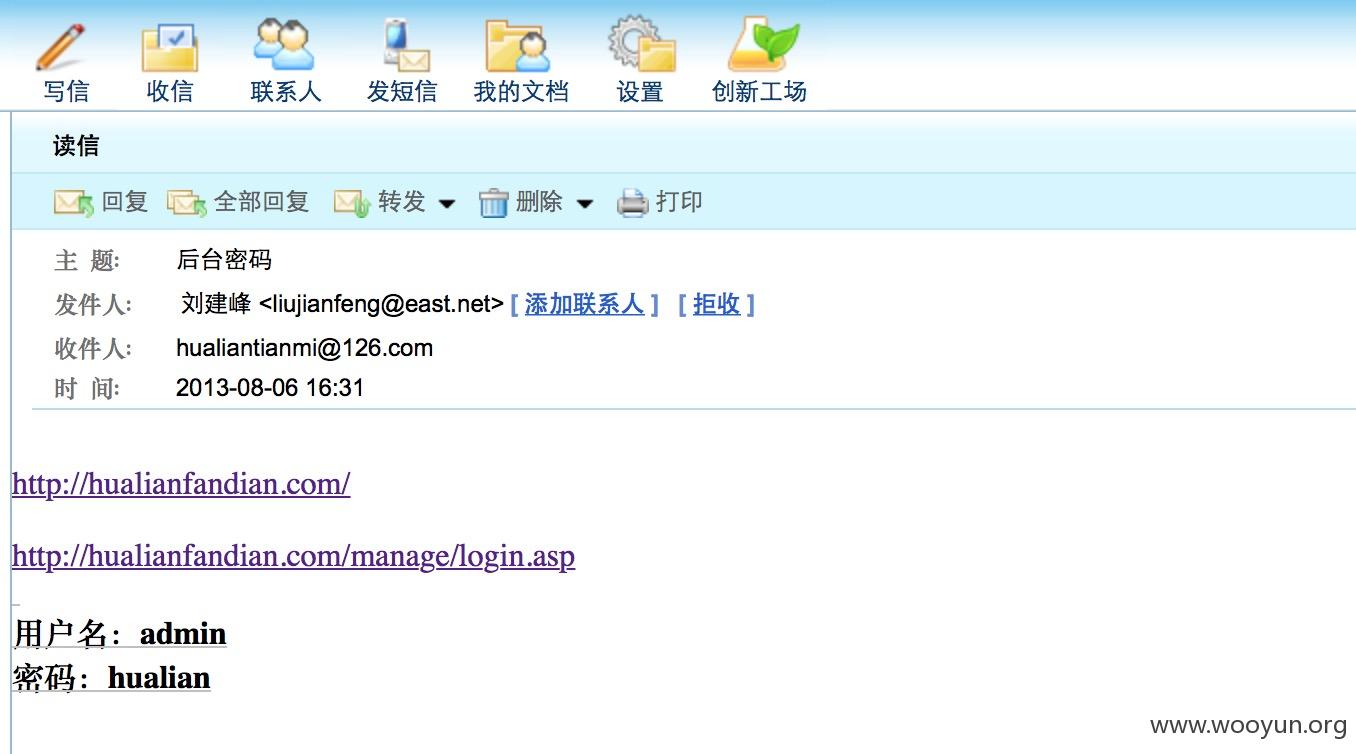 写信 收信 联系人 发短信 我的文档 设置 创新工场
读信
回复 全部回复 转发 删除 打印
主 题: 后台密码
发件人: 刘建峰 <liujianfeng@east.net> [ 添加联系人 ] [ 拒收 ]
收件人: hualiantianmi@126.com
时 间: 2013-08-06 16:31
http://hualianfandian.com/
http://hualianfandian.com/manage/login.asp
用户名：admin
密码：hualian
www.wooyun.org